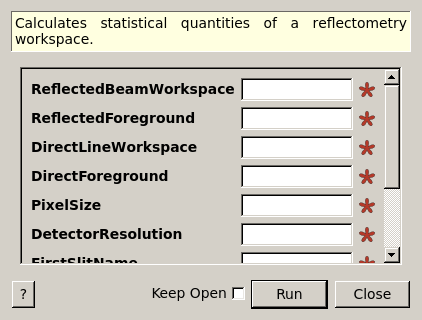 Calculates statistical quantities of a reflectometry
workspace.
ReflectedBeamWorkspace
ReflectedForeground
DirectLineWorkspace
DirectForeground
PixelSize
DetectorResolution
FirstSlitName
? Keep Open Run Close